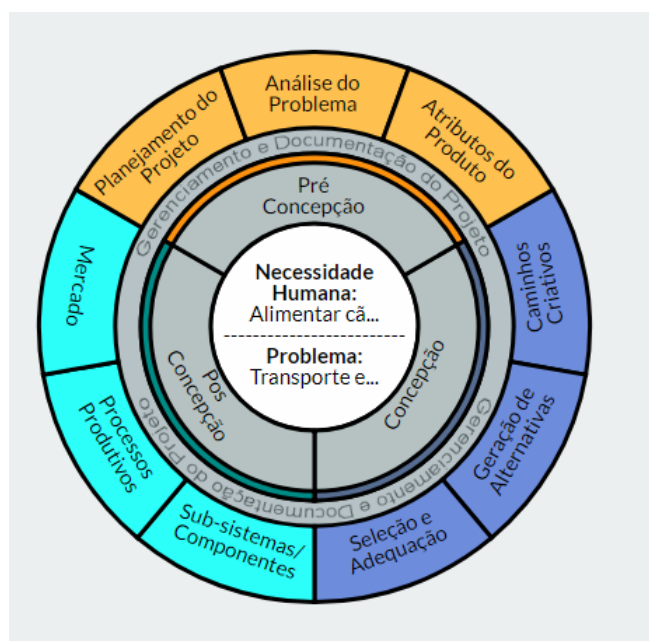 Análise do
Problema
Atributos do
Produto
Caminhos
Criativos
Geração de
Alternativas
Seleção e
Adequação
Sub-sistemas/
Componentes
Processos
Produtivos
Mercado
Planejamento do
Projeto
Gerenciamento e Documentação do Projeto
Gerenciamento e Documentação do Projeto
Pré
Concepção
Concepção
Pos
Concepção
Necessidade
Humana:
Alimentar cã...
Problema:
Transporte e...